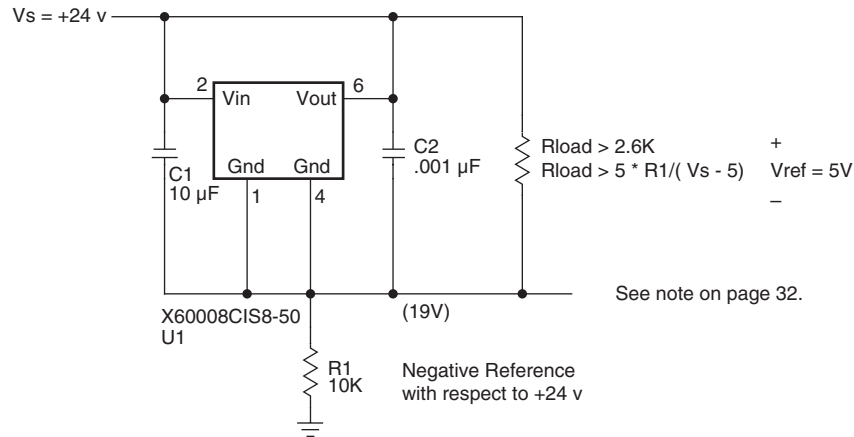 Vs = +24 v
2
Vin
Vout
6
Gnd
Gnd
1
4
C1
10 µF
C2
.001 µF
Rload > 2.6K
Rload > 5 * R1/( Vs - 5)
+
Vref = 5V
–
X60008CIS8-50
U1
(19V)
See note on page 32.
R1
10K
Negative Reference
with respect to +24 v